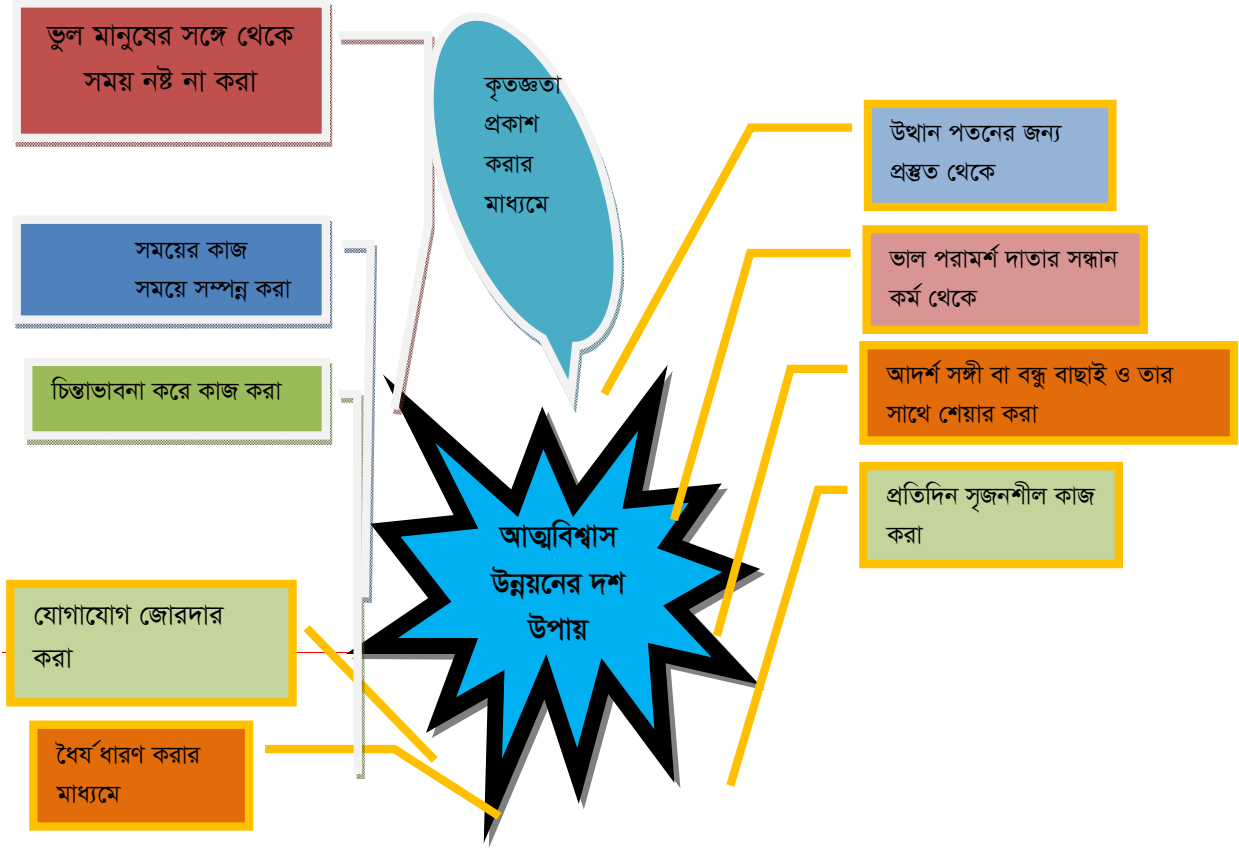 ভুল মানুষের সঙ্গে থেকে
সময় নষ্ট না করা
কৃতজ্ঞতা
প্রকাশ
করার
মাধ্যমে
উত্থান পতনের জন্য
প্রস্তুত থেকে
সময়ের কাজ
সময়ে সম্পন্ন করা
ভাল পরামর্শ দাতার সন্ধান
কর্ম থেকে
চিন্তাভাবনা করে কাজ করা
আদর্শ সঙ্গী বা বন্ধু বাছাই ও তার
সাথে শেয়ার করা
প্রতিদিন সৃজনশীল কাজ
করা
আত্মবিশ্বাস
উন্নয়নের দশ
উপায়
যোগাযোগ জোরদার
করা
ধৈর্য ধারণ করার
মাধ্যমে